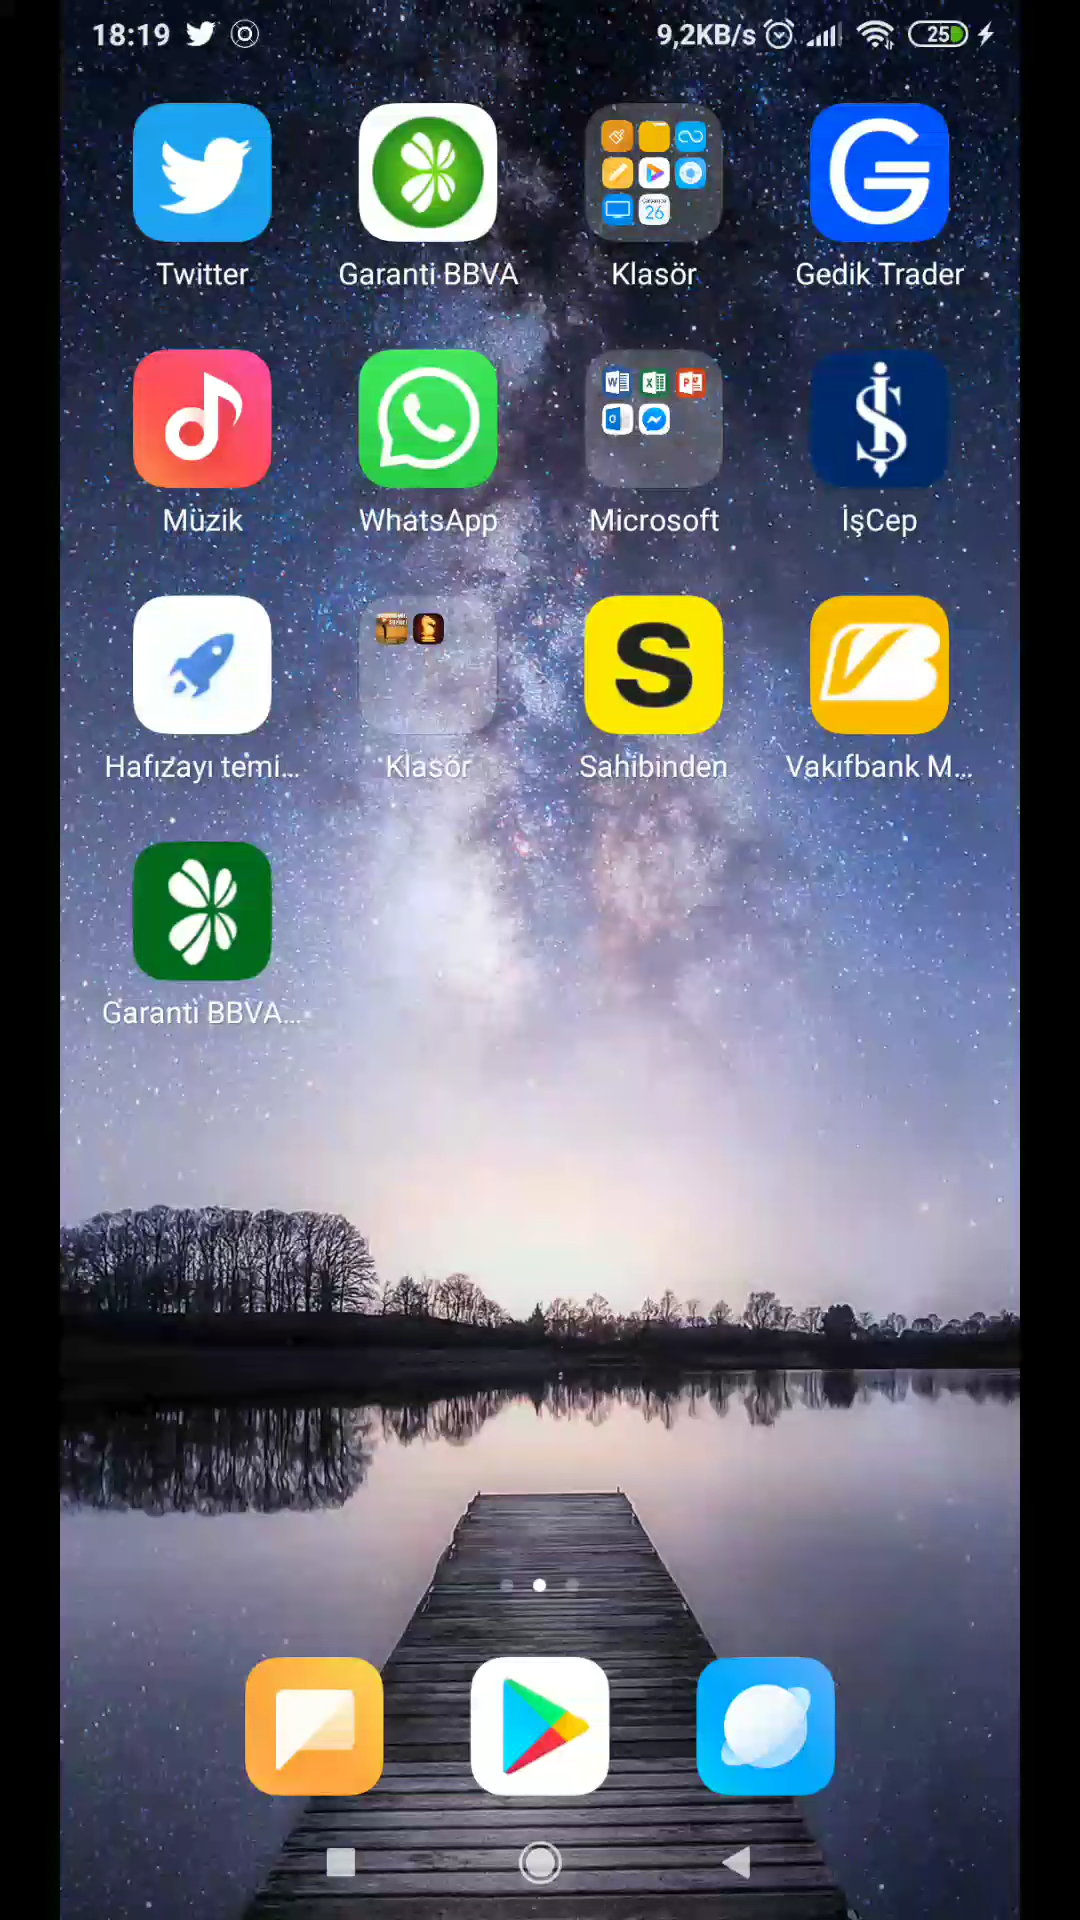 18:19 9,2KB/s 25
Twitter Garanti BBVA Klasör Gedik Trader
26
Müzik WhatsApp Microsoft İşCep
Hafızayı temi... Klasör Sahibinden Vakıfbank M...
S
Garanti BBVA...